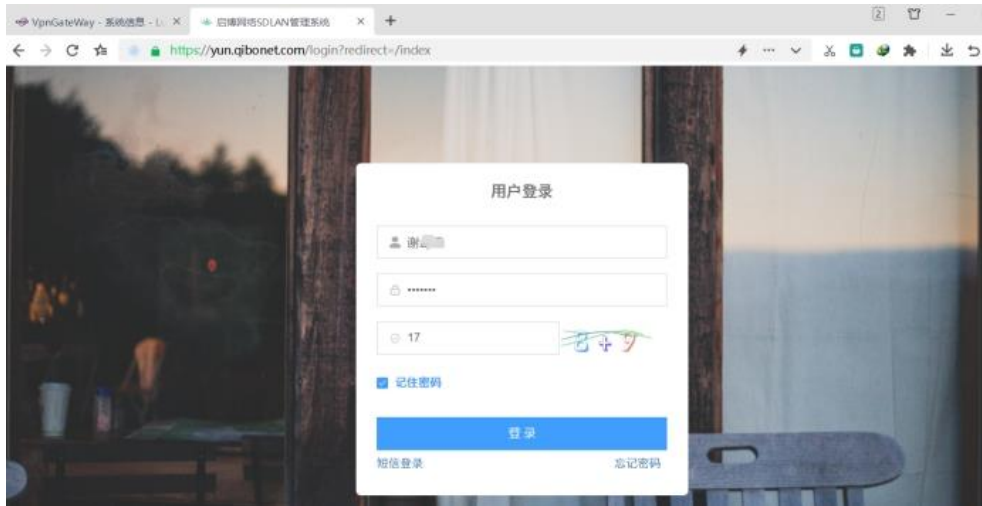 VpnGateWay - 系统信息 - L
启博网络SDLAN管理系统
2
https://yun.qibonet.com/login?redirect=/index
用户登录
谢
•••••••
17
8+9
记住密码
登录
短信登录 忘记密码